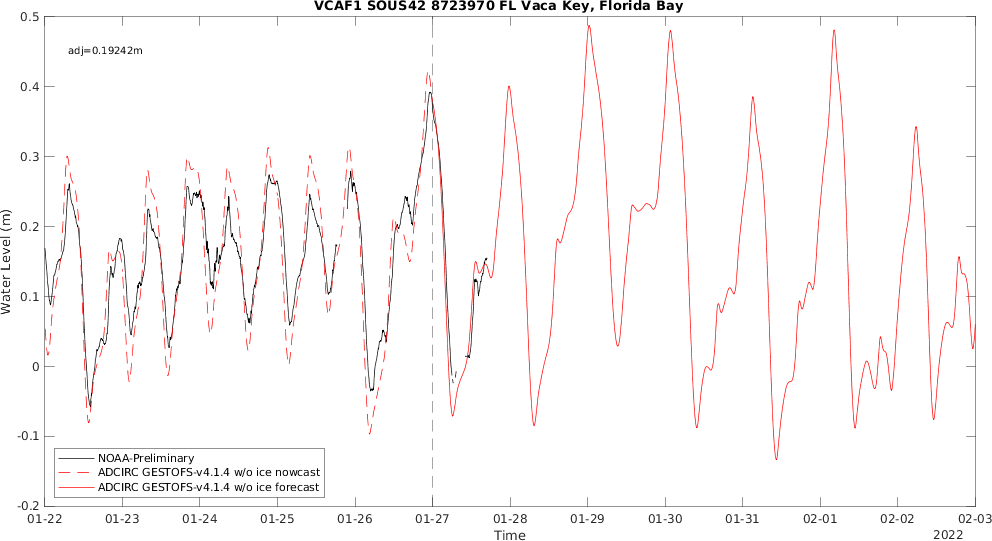 VCAF1 SOUS42 8723970 FL Vaca Key, Florida Bay
adj=0.19242m
0.5
0.4
0.3
0.2
0.1
0
-0.1
-0.2
Water Level (m)
NOAA-Preliminary
ADCIRC GESTOFS-v4.1.4 w/o ice nowcast
ADCIRC GESTOFS-v4.1.4 w/o ice forecast
01-22 01-23 01-24 01-25 01-26 01-27 01-28 01-29 01-30 01-31 02-01 02-02 02-03
Time
2022